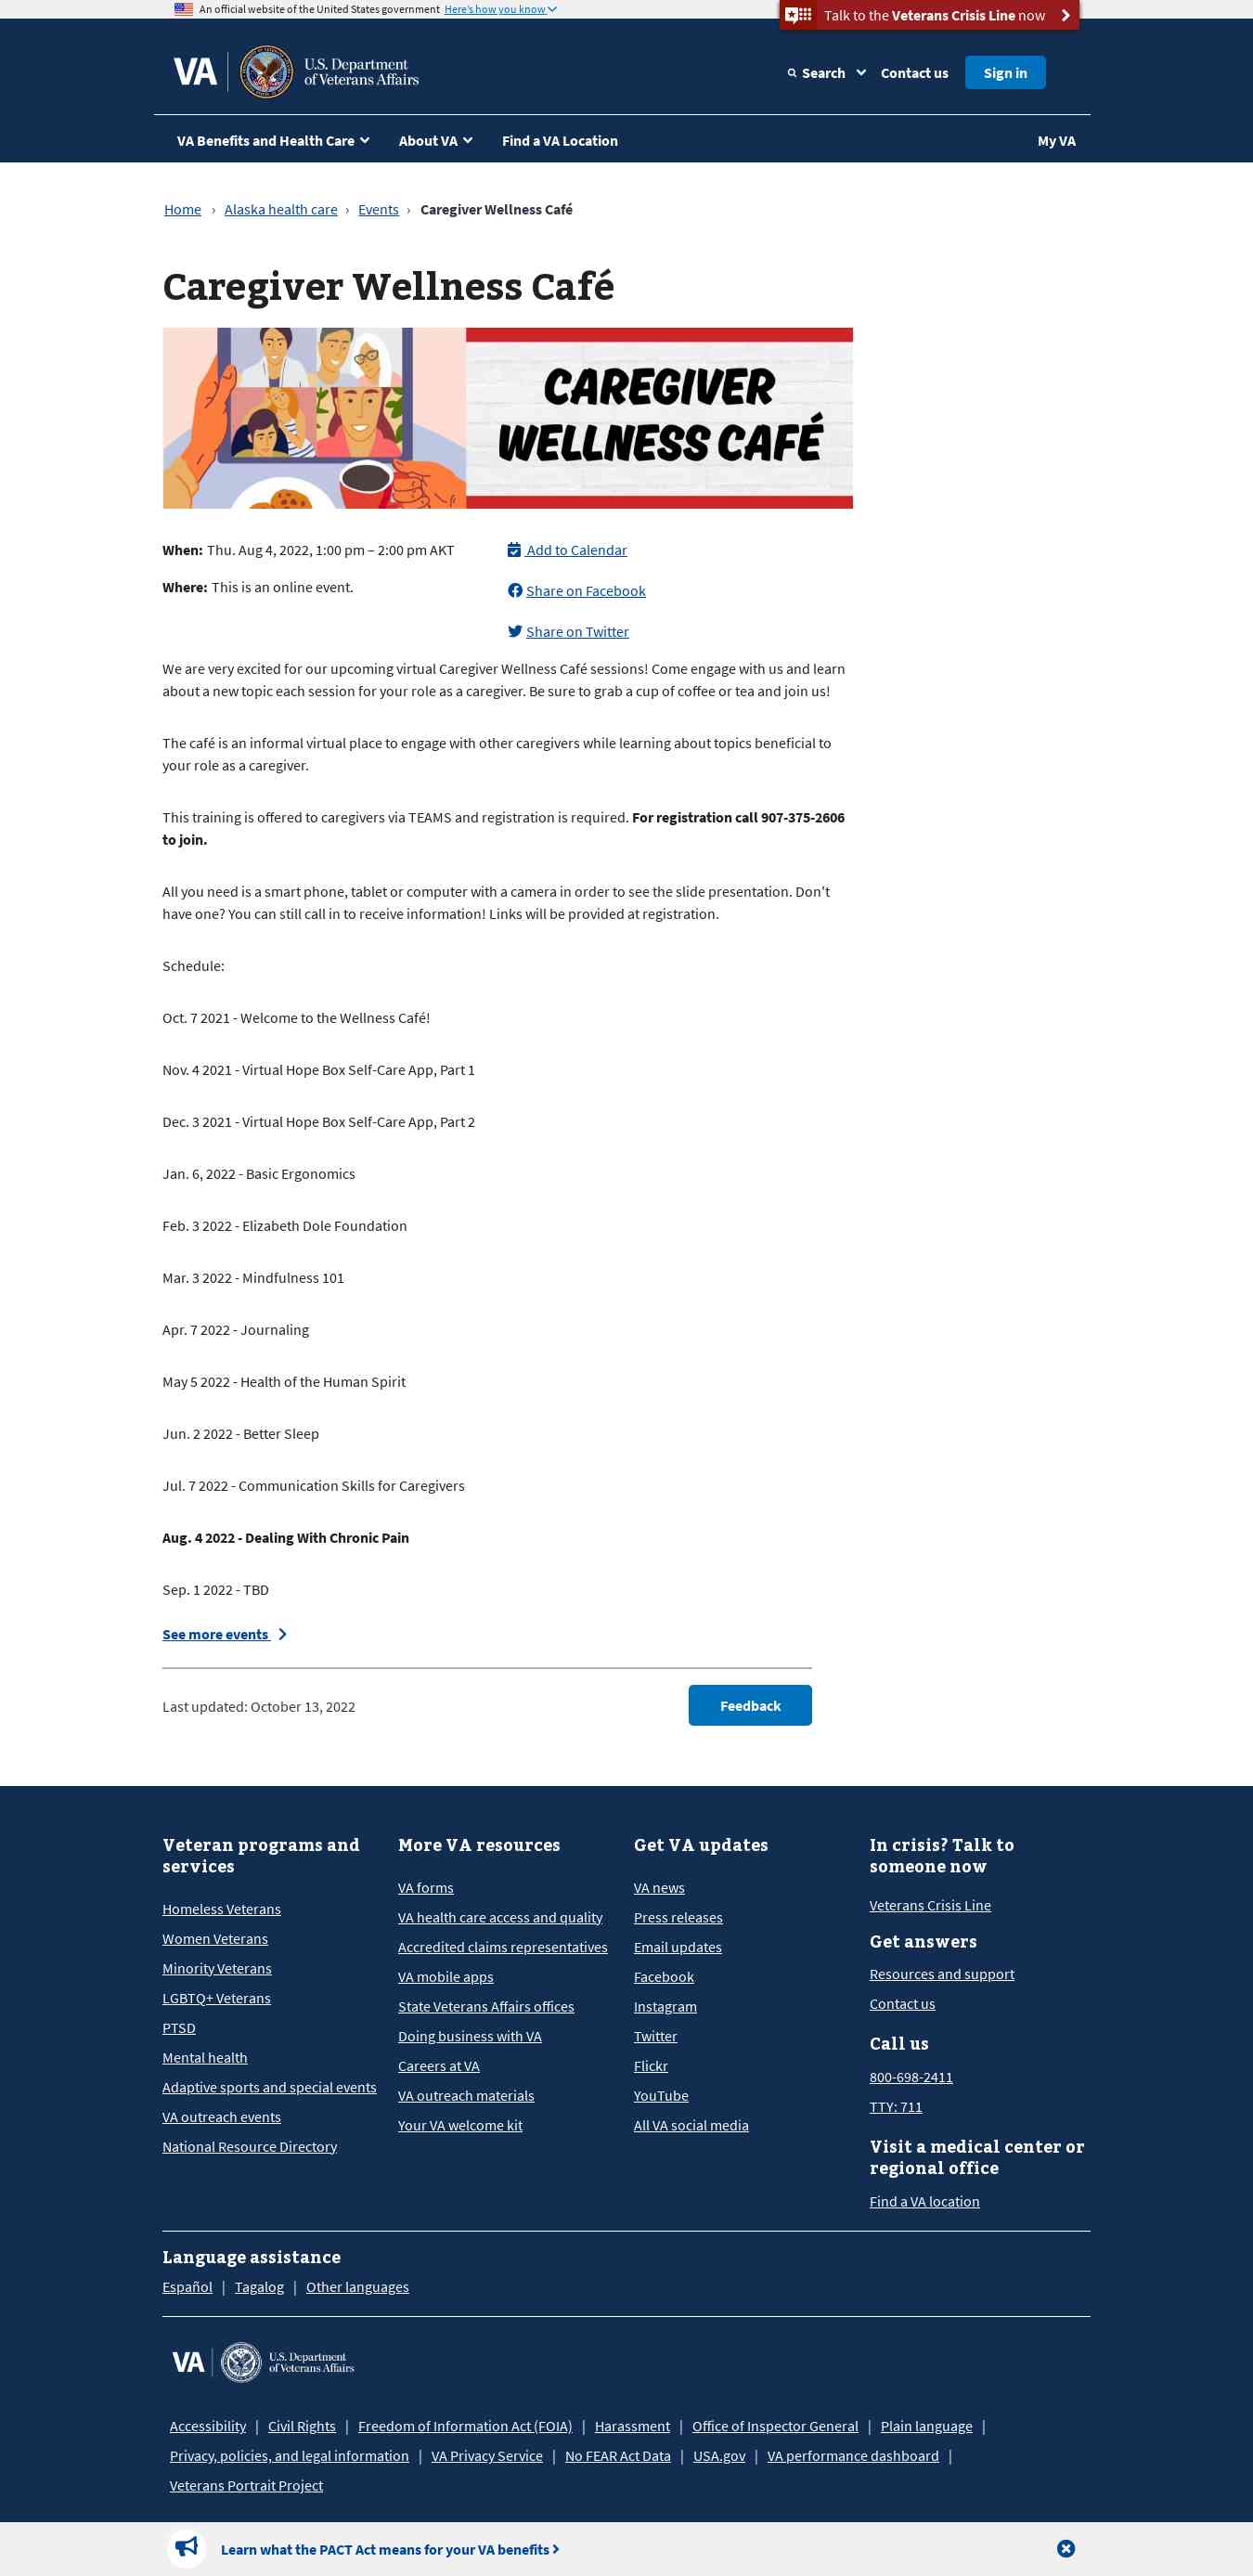 An official website of the United States government Here's how you know
Talk to the Veterans Crisis Line now
VA
U.S. Department
of Veterans Affairs
Search
Contact us
Sign in
VA Benefits and Health Care
About VA
Find a VA Location
My VA
Home › Alaska health care › Events › Caregiver Wellness Café
Caregiver Wellness Café
CAREGIVER
WELLNESS CAFÉ
When: Thu. Aug 4, 2022, 1:00 pm – 2:00 pm AKT
Where: This is an online event.
Add to Calendar
Share on Facebook
Share on Twitter
We are very excited for our upcoming virtual Caregiver Wellness Café sessions! Come engage with us and learn
about a new topic each session for your role as a caregiver. Be sure to grab a cup of coffee or tea and join us!
The café is an informal virtual place to engage with other caregivers while learning about topics beneficial to
your role as a caregiver.
This training is offered to caregivers via TEAMS and registration is required. For registration call 907-375-2606
to join.
All you need is a smart phone, tablet or computer with a camera in order to see the slide presentation. Don't
have one? You can still call in to receive information! Links will be provided at registration.
Schedule:
Oct. 7 2021 - Welcome to the Wellness Café!
Nov. 4 2021 - Virtual Hope Box Self-Care App, Part 1
Dec. 3 2021 - Virtual Hope Box Self-Care App, Part 2
Jan. 6, 2022 - Basic Ergonomics
Feb. 3 2022 - Elizabeth Dole Foundation
Mar. 3 2022 - Mindfulness 101
Apr. 7 2022 - Journaling
May 5 2022 - Health of the Human Spirit
Jun. 2 2022 - Better Sleep
Jul. 7 2022 - Communication Skills for Caregivers
Aug. 4 2022 - Dealing With Chronic Pain
Sep. 1 2022 - TBD
See more events
Last updated: October 13, 2022
Feedback
Veteran programs and
services
Homeless Veterans
Women Veterans
Minority Veterans
LGBTQ+ Veterans
PTSD
Mental health
Adaptive sports and special events
VA outreach events
National Resource Directory
More VA resources
VA forms
VA health care access and quality
Accredited claims representatives
VA mobile apps
State Veterans Affairs offices
Doing business with VA
Careers at VA
VA outreach materials
Your VA welcome kit
Get VA updates
VA news
Press releases
Email updates
Facebook
Instagram
Twitter
Flickr
YouTube
All VA social media
In crisis? Talk to
someone now
Veterans Crisis Line
Get answers
Resources and support
Contact us
Call us
800-698-2411
TTY: 711
Visit a medical center or
regional office
Find a VA location
Language assistance
Español | Tagalog | Other languages
VA
U.S. Department
of Veterans Affairs
Accessibility | Civil Rights | Freedom of Information Act (FOIA) | Harassment | Office of Inspector General | Plain language |
Privacy, policies, and legal information | VA Privacy Service | No FEAR Act Data | USA.gov | VA performance dashboard |
Veterans Portrait Project
Learn what the PACT Act means for your VA benefits